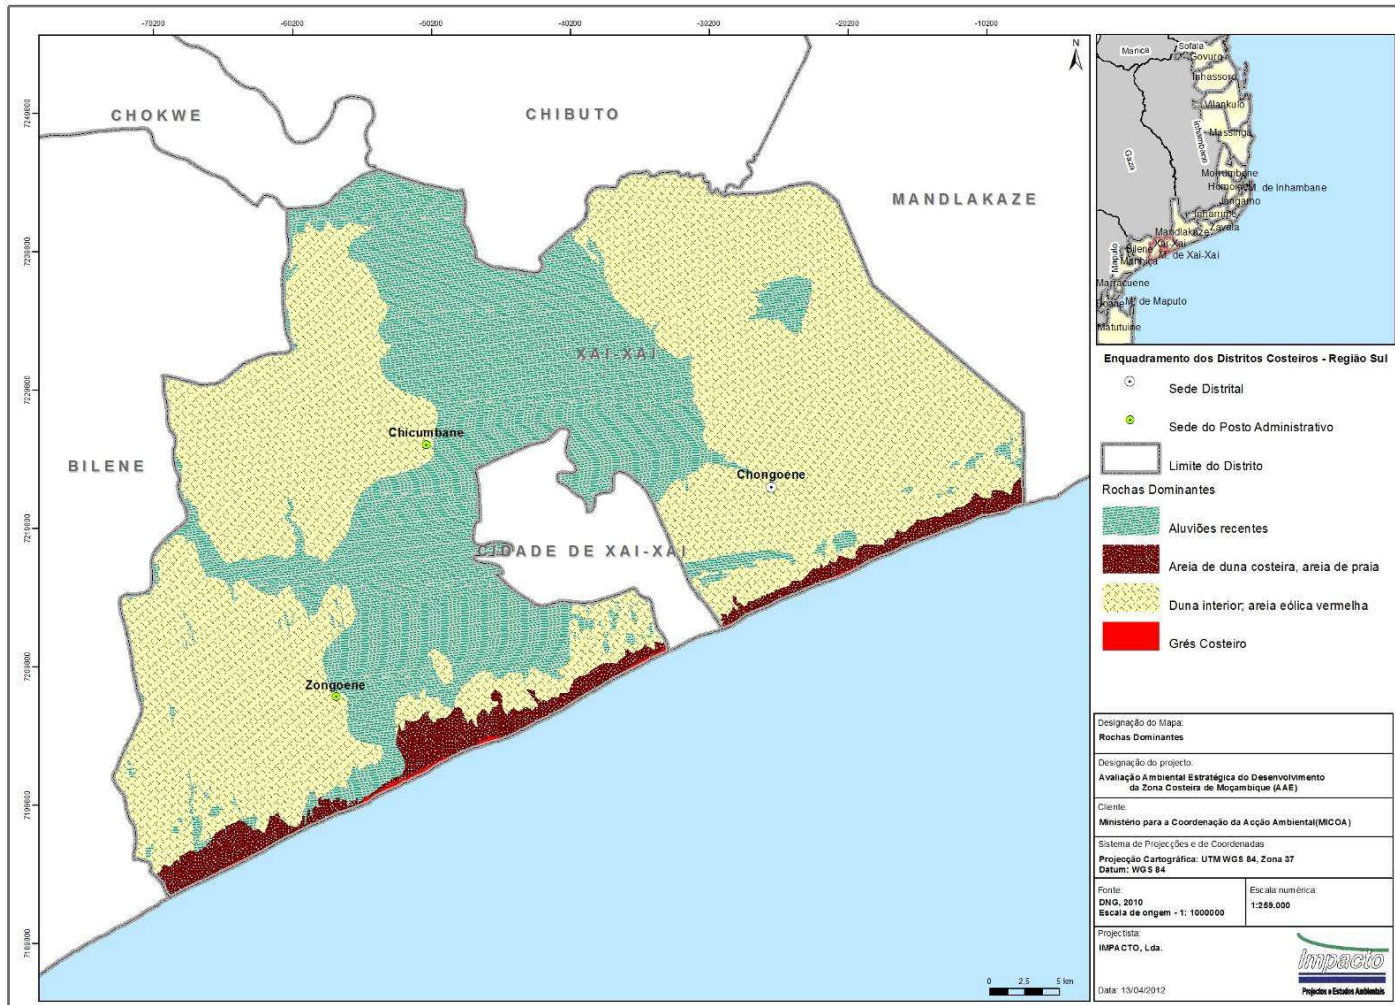 -70200 -60200 -50200 -40200 -30200 -20200 -10200
N
CHOKWE
CHIBUTO
MANDLAKAZE
XAI-XAI
Chicumbane
BILENE
Chongoene
CIDADE DE XAI-XAI
Zongoene
7219800
7209800
0 2,5 5 km
Manica
Sofala
Govuro
Inhassoro
Vilankulo
Massinga
Inhambane
Gaza
Morrumbene
Homoine
M. de Inhambane
Jangamo
Inharrime
Zavala
Mandlakaze
Bilene
Xai-Xai
M. de Xai-Xai
Manhiça
Maputo
Marracuene
M. de Maputo
Matutuine
Enquadramento dos Distritos Costeiros - Região Sul
Sede Distrital
Sede do Posto Administrativo
Limite do Distrito
Rochas Dominantes
Aluviões recentes
Areia de duna costeira, areia de praia
Duna interior; areia eólica vermelha
Grés Costeiro
Designação do Mapa:
Rochas Dominantes
Designação do projecto:
Avaliação Ambiental Estratégica do Desenvolvimento
da Zona Costeira de Moçambique (AAE)
Cliente:
Ministério para a Coordenação da Acção Ambiental(MICOA)
Sistema de Projecções e de Coordenadas
Projecção Cartográfica: UTM WGS 84, Zona 37
Datum: WGS 84
Fonte:
DNG, 2010
Escala de origem - 1: 1000000
Escala numérica:
1:259.000
Projectista:
IMPACTO, Lda.
Data: 13/04/2012
Impacto
Projectos e Estudos Ambientais